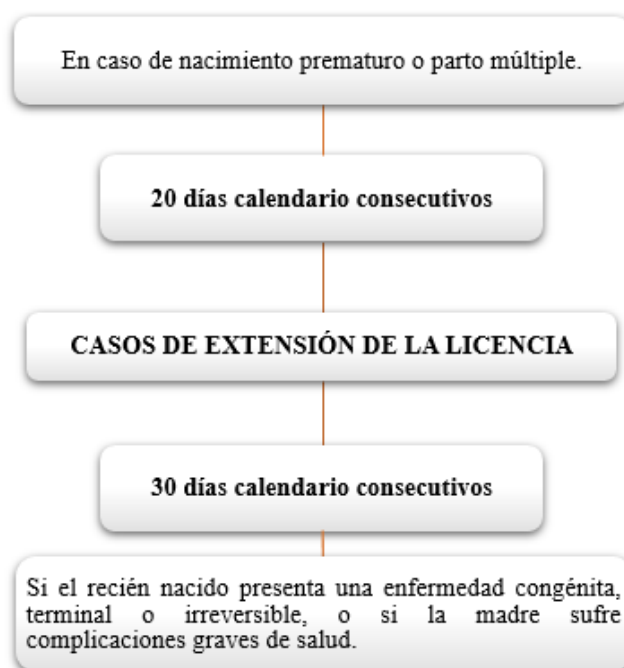 En caso de nacimiento prematuro o parto múltiple.
20 días calendario consecutivos
CASOS DE EXTENSIÓN DE LA LICENCIA
30 días calendario consecutivos
Si el recién nacido presenta una enfermedad congénita,
terminal o irreversible, o si la madre sufre
complicaciones graves de salud.